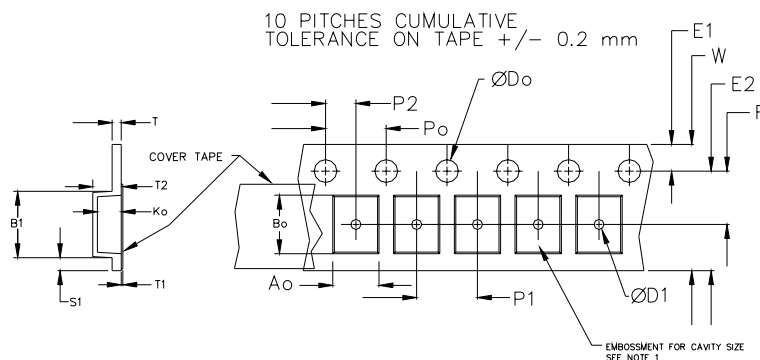 10 PITCHES CUMULATIVE
TOLERANCE ON TAPE +/- 0.2 mm
E1
W
E2
F
ØDo
P2
Po
T
COVER TAPE
T2
Ko
B1
Bo
S1
T1
Ao
P1
ØD1
EMBOSSMENT FOR CAVITY SIZE
SEE NOTE 1